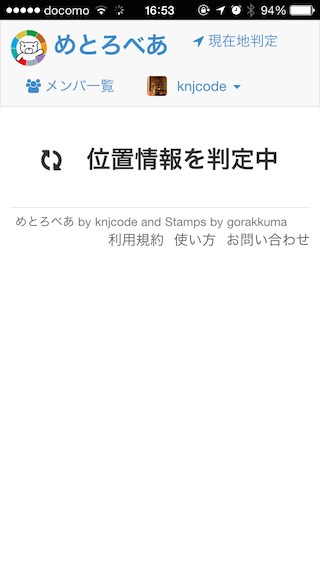 docomo 16:53 94%
めとろべあ 現在地判定
メンバー覧 knjcode
位置情報を判定中
めとろべあ by knjcode and Stamps by gorakkuma
利用規約 使い方 お問い合わせ